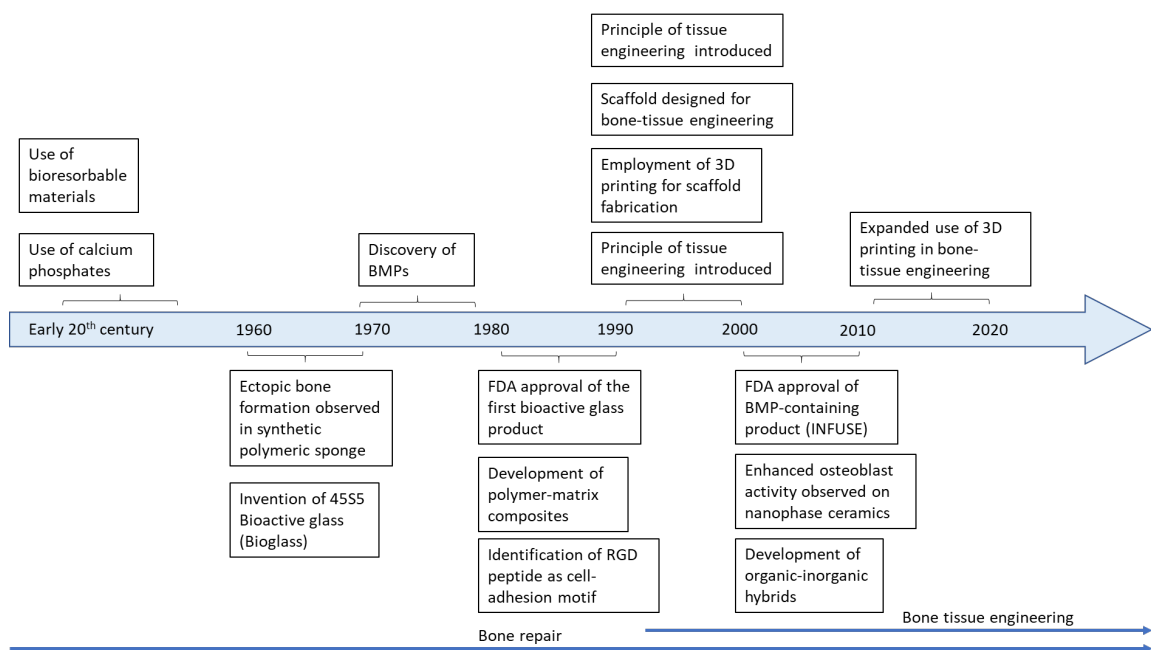 Principle of tissue
engineering introduced
Scaffold designed for
bone-tissue engineering
Use of
bioresorbable
materials
Employment of 3D
printing for scaffold
fabrication
Expanded use of 3D
printing in bone-
tissue engineering
Use of calcium
phosphates
Discovery of
BMPs
Principle of tissue
engineering introduced
Early 20th century
1960
1970
1980
1990
2000
2010
2020
Ectopic bone
formation observed
in synthetic
polymeric sponge
FDA approval of the
first bioactive glass
product
FDA approval of
BMP-containing
product (INFUSE)
Invention of 45S5
Bioactive glass
(Bioglass)
Development of
polymer-matrix
composites
Enhanced osteoblast
activity observed on
nanophase ceramics
Identification of RGD
peptide as cell-
adhesion motif
Development of
organic-inorganic
hybrids
Bone tissue engineering
Bone repair